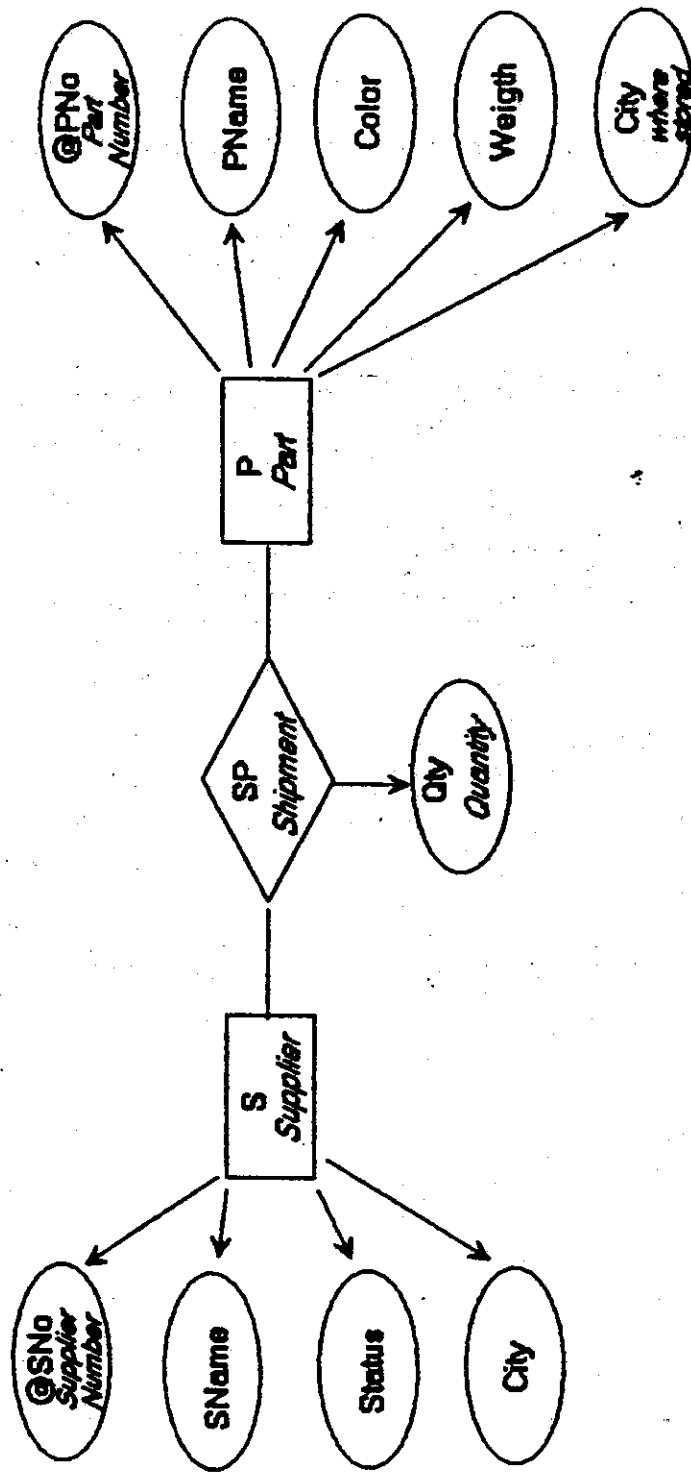 @SNo
Supplier
Number
SName
Status
City
S
Supplier
SP
Shipment
Qty
Quantity
P
Part
@PNo
Part
Number
PName
Color
Weigth
City
where
stored